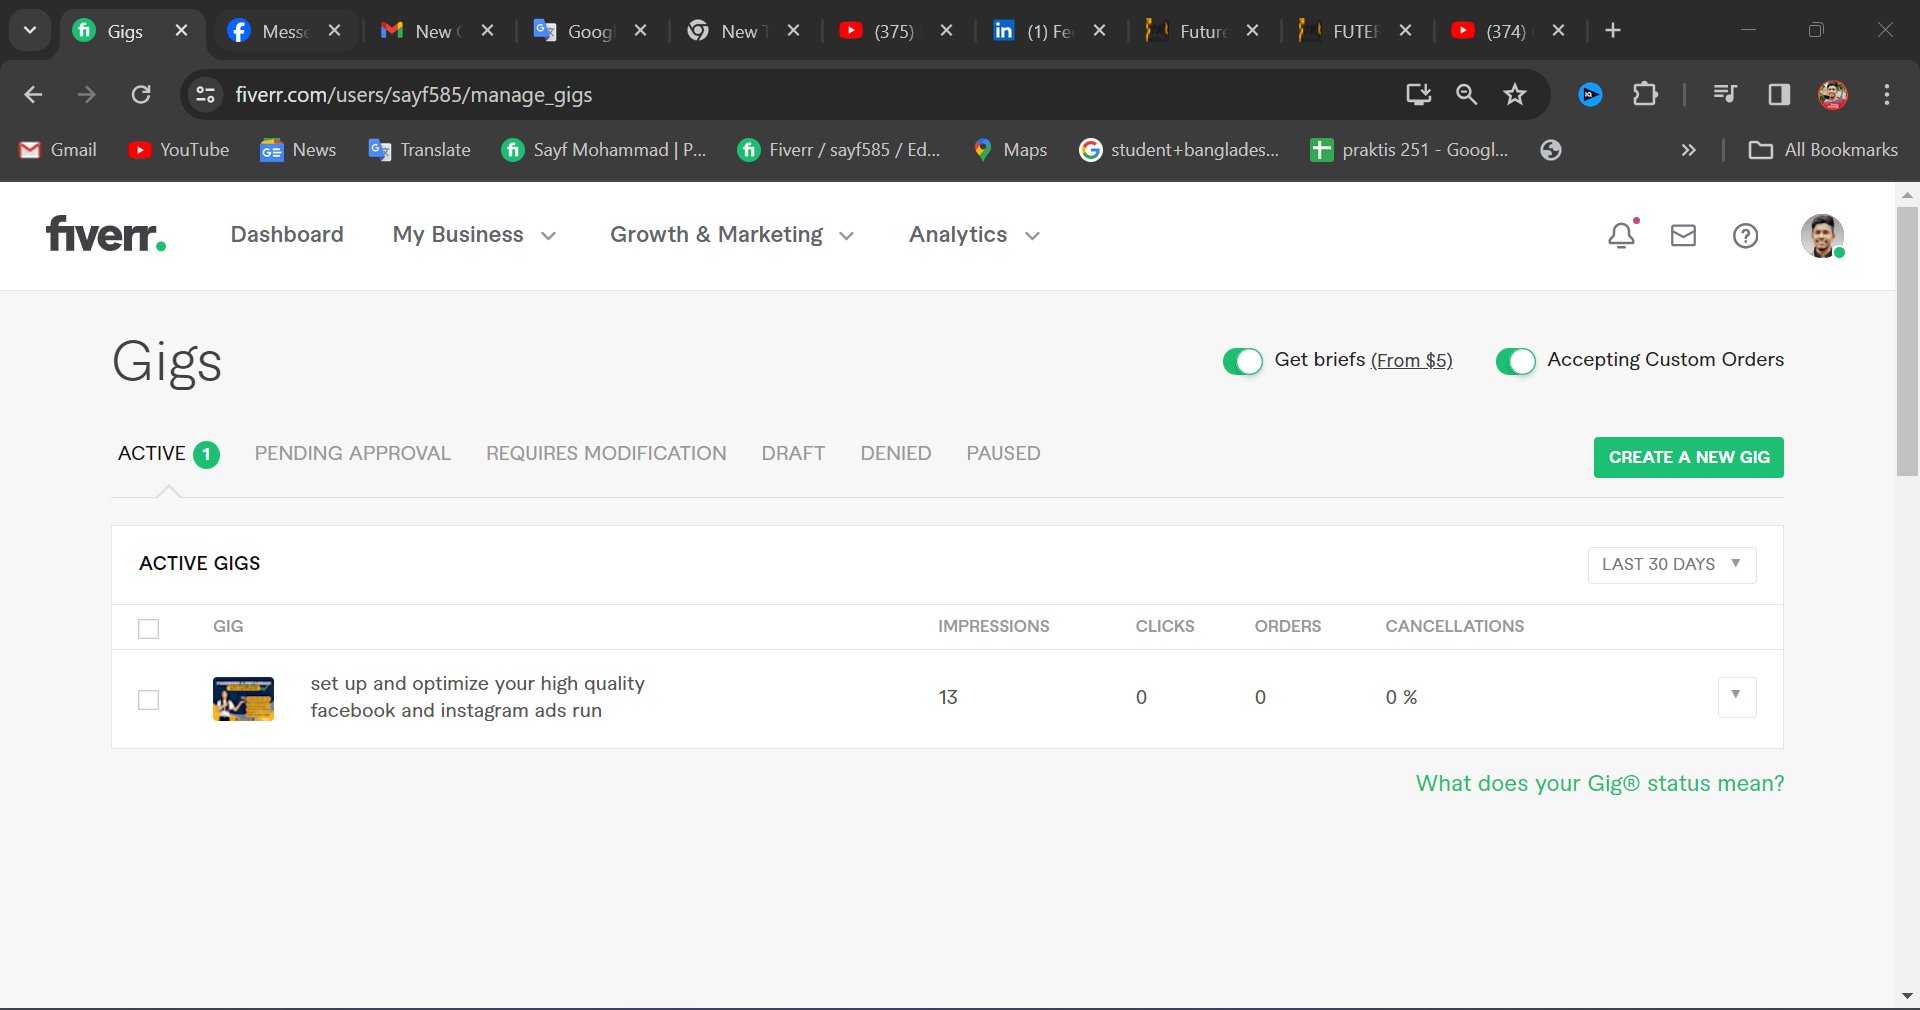 Gigs
Messe
New
Googl
New T
(375)
(1) Fe
Future
FUTER
(374)
fiverr.com/users/sayf585/manage_gigs
Gmail
YouTube
News
Translate
Sayf Mohammad | P...
Fiverr / sayf585 / Ed...
Maps
student+banglades...
praktis 251 - Googl...
All Bookmarks
fiverr.
Dashboard
My Business
Growth & Marketing
Analytics
Gigs
Get briefs (From $5)
Accepting Custom Orders
ACTIVE 1
PENDING APPROVAL
REQUIRES MODIFICATION
DRAFT
DENIED
PAUSED
CREATE A NEW GIG
ACTIVE GIGS
LAST 30 DAYS
GIG
IMPRESSIONS
CLICKS
ORDERS
CANCELLATIONS
set up and optimize your high quality
facebook and instagram ads run
13
0
0
0 %
What does your Gig® status mean?